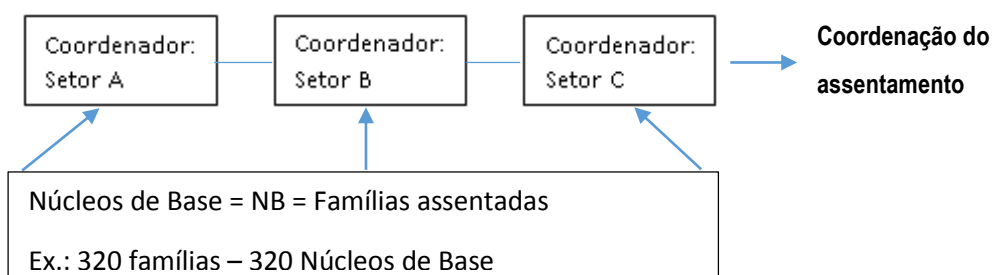 Coordenador:
Setor A
Coordenador:
Setor B
Coordenador:
Setor C
Coordenação do
assentamento
Núcleos de Base = NB = Famílias assentadas
Ex.: 320 famílias – 320 Núcleos de Base